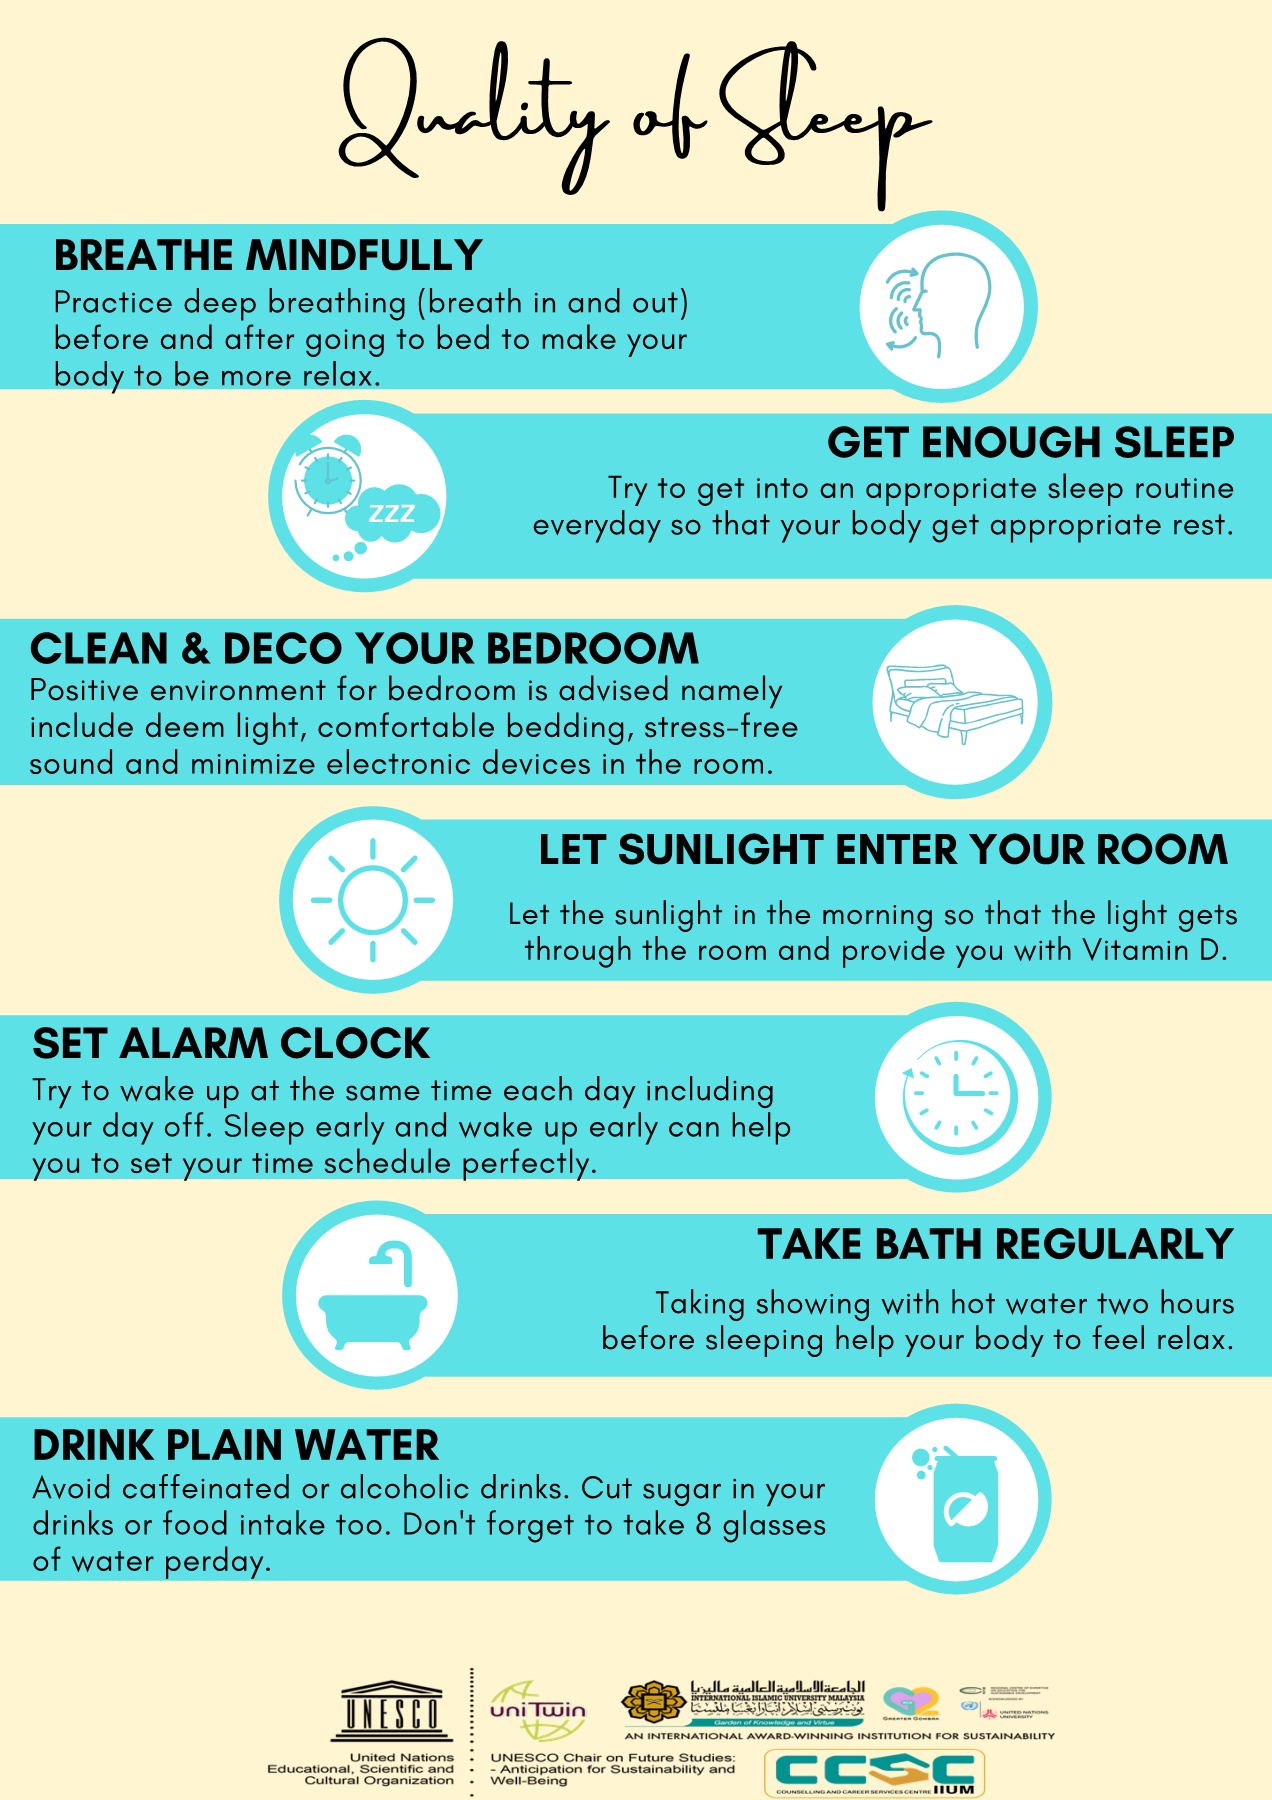 Quality of Sleep
BREATHE MINDFULLY
Practice deep breathing (breath in and out)
before and after going to bed to make your
body to be more relax.
GET ENOUGH SLEEP
Try to get into an appropriate sleep routine
everyday so that your body get appropriate rest.
ZZZ
CLEAN & DECO YOUR BEDROOM
Positive environment for bedroom is advised namely
include deem light, comfortable bedding, stress-free
sound and minimize electronic devices in the room.
LET SUNLIGHT ENTER YOUR ROOM
Let the sunlight in the morning so that the light gets
through the room and provide you with Vitamin D.
SET ALARM CLOCK
Try to wake up at the same time each day including
your day off. Sleep early and wake up early can help
you to set your time schedule perfectly.
TAKE BATH REGULARLY
Taking showing with hot water two hours
before sleeping help your body to feel relax.
DRINK PLAIN WATER
Avoid caffeinated or alcoholic drinks. Cut sugar in your
drinks or food intake too. Don't forget to take 8 glasses
of water perday.
UNESCO
United Nations
Educational, Scientific and
Cultural Organization
uniTwin
UNESCO Chair on Future Studies:
- Anticipation for Sustainability and
Well-Being
الجامعة الإسلامية العالمية ماليزيا
INTERNATIONAL ISLAMIC UNIVERSITY MALAYSIA
Garden of Knowledge and Virtue
GREATER GOMBAK
UNITED NATIONS
UNIVERSITY
AN INTERNATIONAL AWARD-WINNING INSTITUTION FOR SUSTAINABILITY
CCSC
COUNSELLING AND CAREER SERVICES CENTRE IIUM